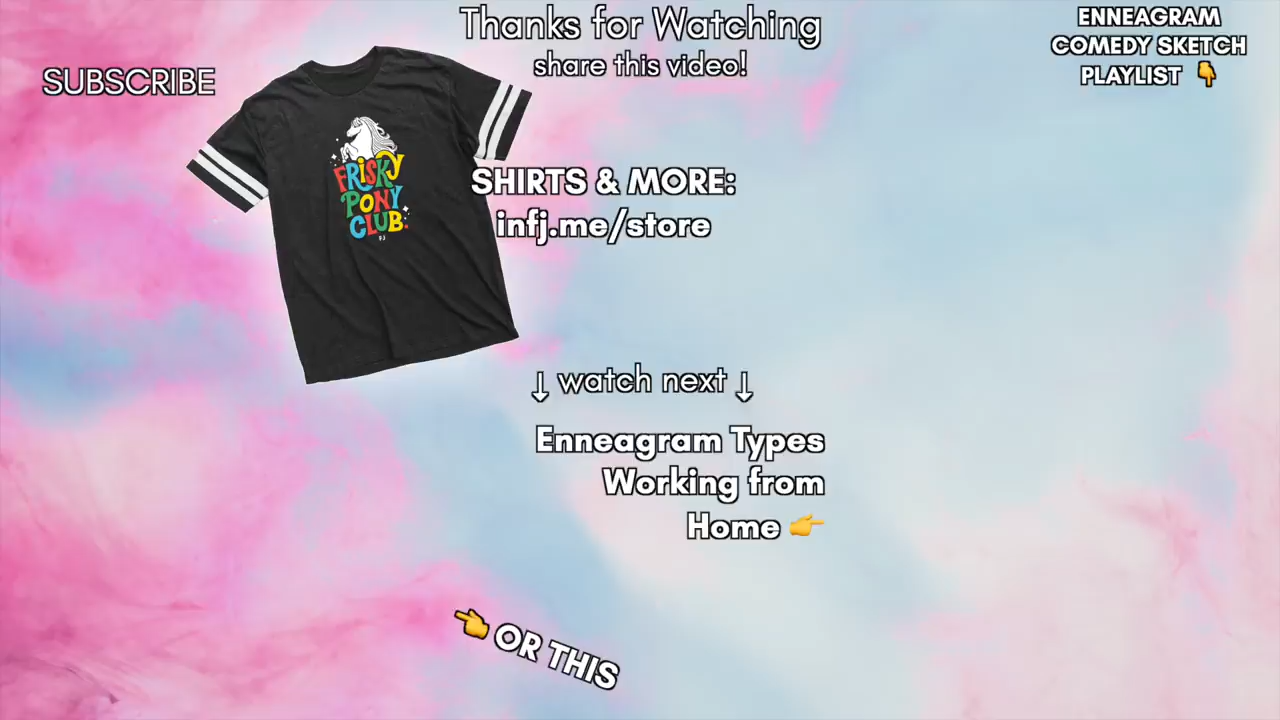 Thanks for Watching
share this video!
ENNEAGRAM
COMEDY SKETCH
PLAYLIST 👇
SUBSCRIBE
FRISKY
PONY
CLUB.
FJ
SHIRTS & MORE:
infj.me/store
↓ watch next ↓
Enneagram Types
Working from
Home 👉
👈 OR THIS